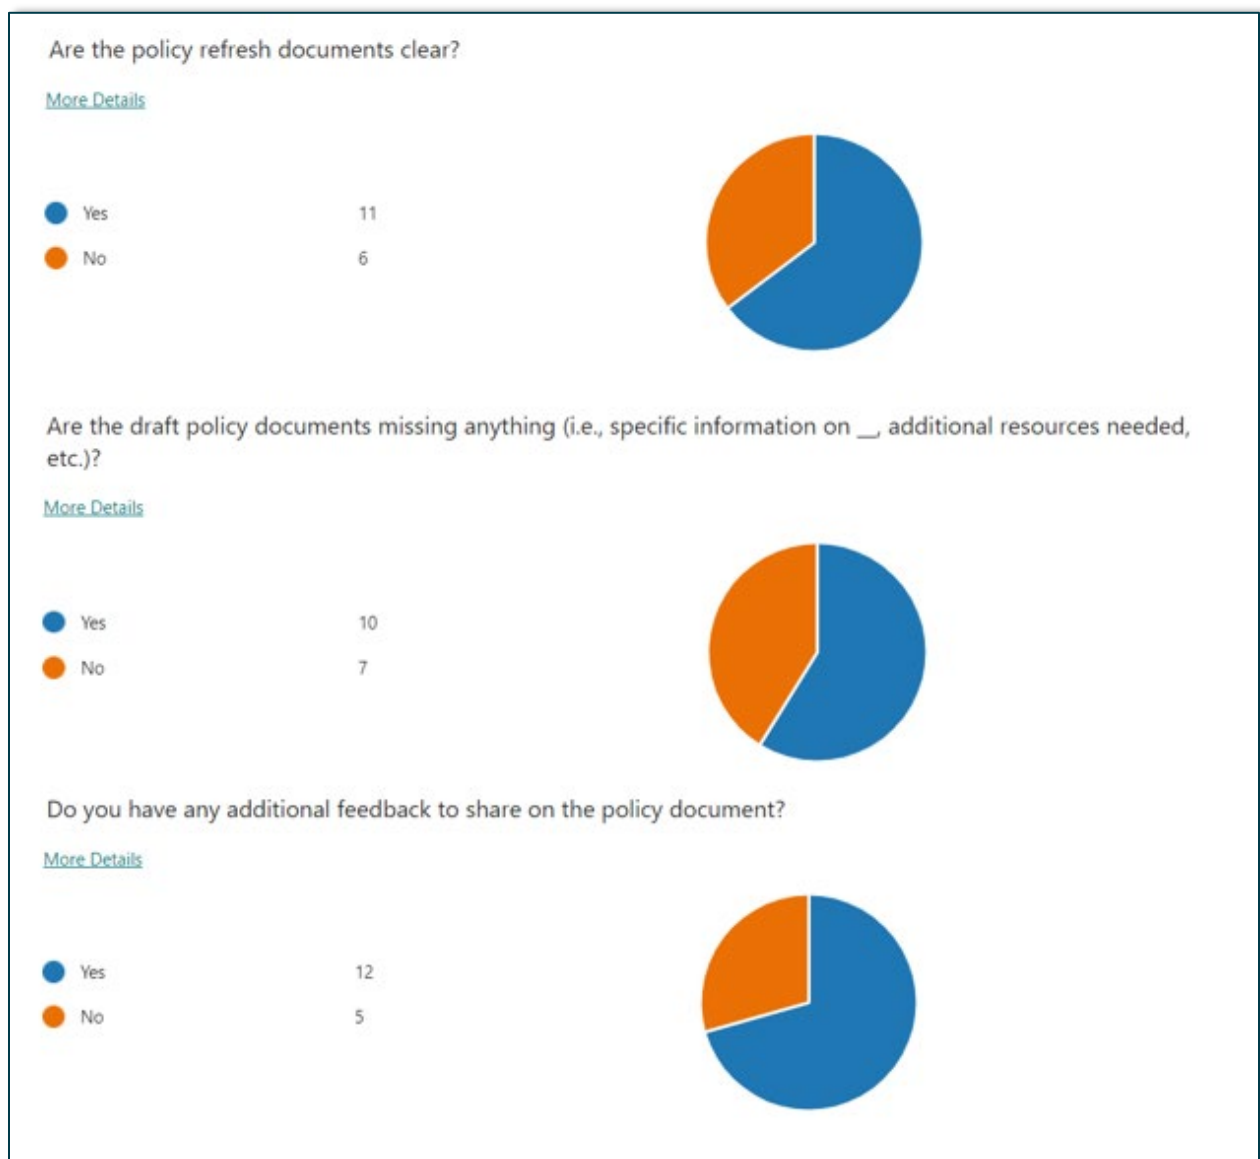 Are the policy refresh documents clear?
More Details
Yes 11
No 6
Are the draft policy documents missing anything (i.e., specific information on __, additional resources needed,
etc.)?
More Details
Yes 10
No 7
Do you have any additional feedback to share on the policy document?
More Details
Yes 12
No 5